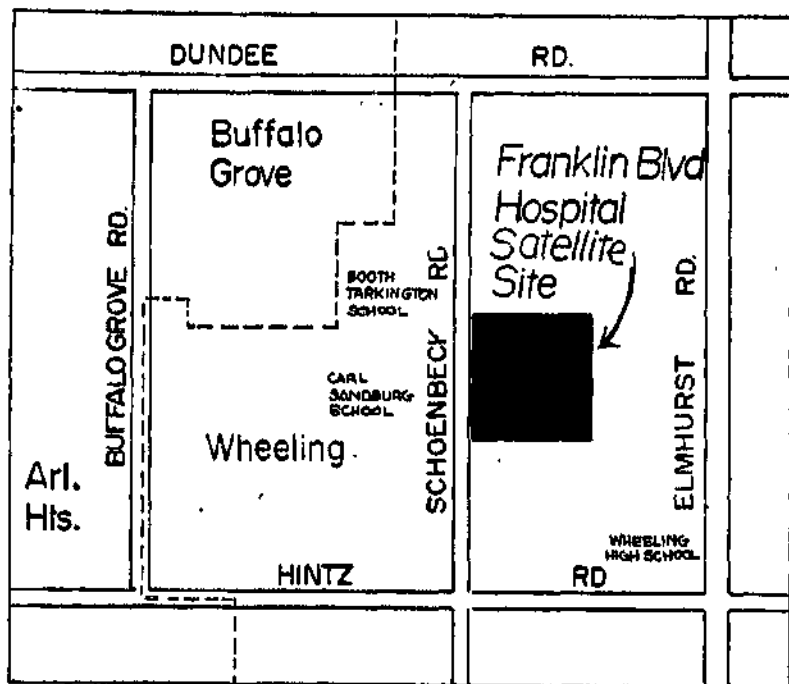 DUNDEE RD.
Buffalo
Grove
Franklin Blvd
Hospital
Satellite
Site
BUFFALO GROVE RD.
BOOTH
TARKINGTON
SCHOOL
SCHOENBECK RD
ELMHURST RD.
CARL
SANDBURG
SCHOOL
Wheeling
Arl.
Hts.
WHEELING
HIGH SCHOOL
HINTZ RD